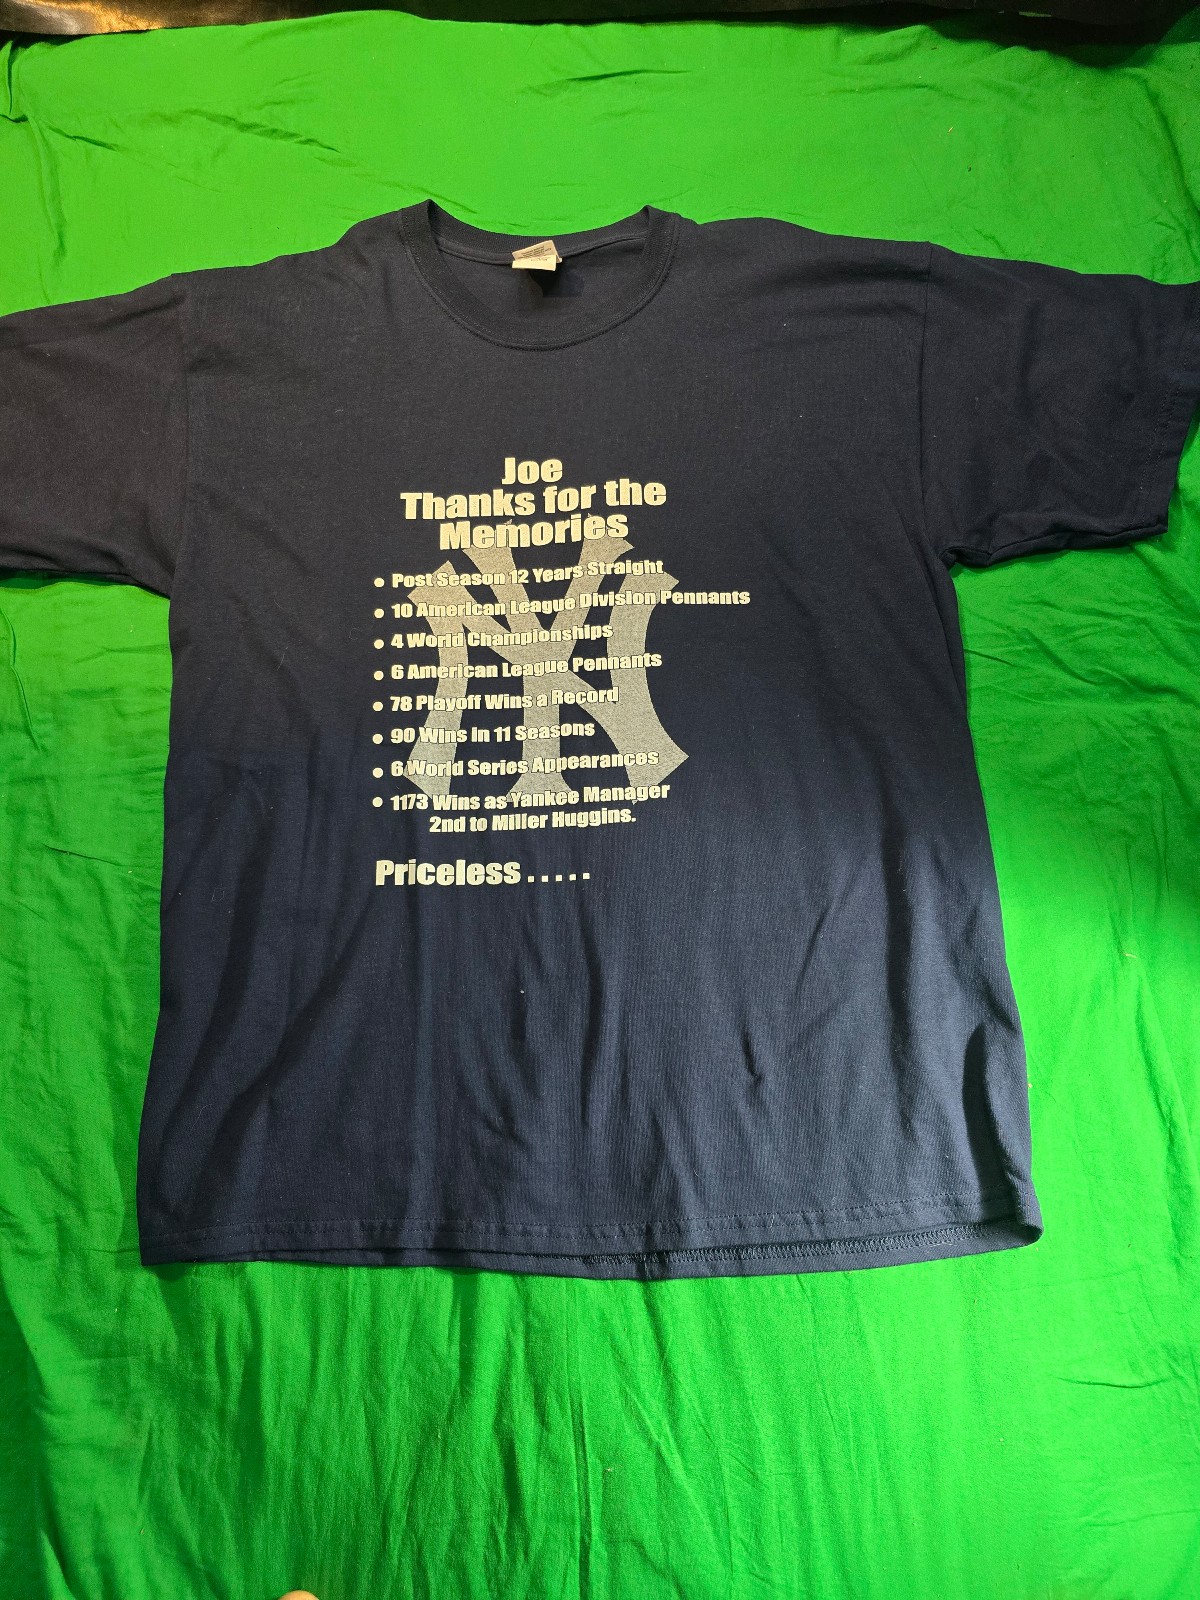 Joe
Thanks for the
Memories
• Post Season 12 Years Straight
• 10 American League Division Pennants
• 4 World Championships
• 6 American League Pennants
• 78 Playoff Wins a Record
• 90 Wins in 11 Seasons
• 6 World Series Appearances
• 1173 Wins as Yankee Manager
2nd to Miller Huggins.
Priceless.....
NY